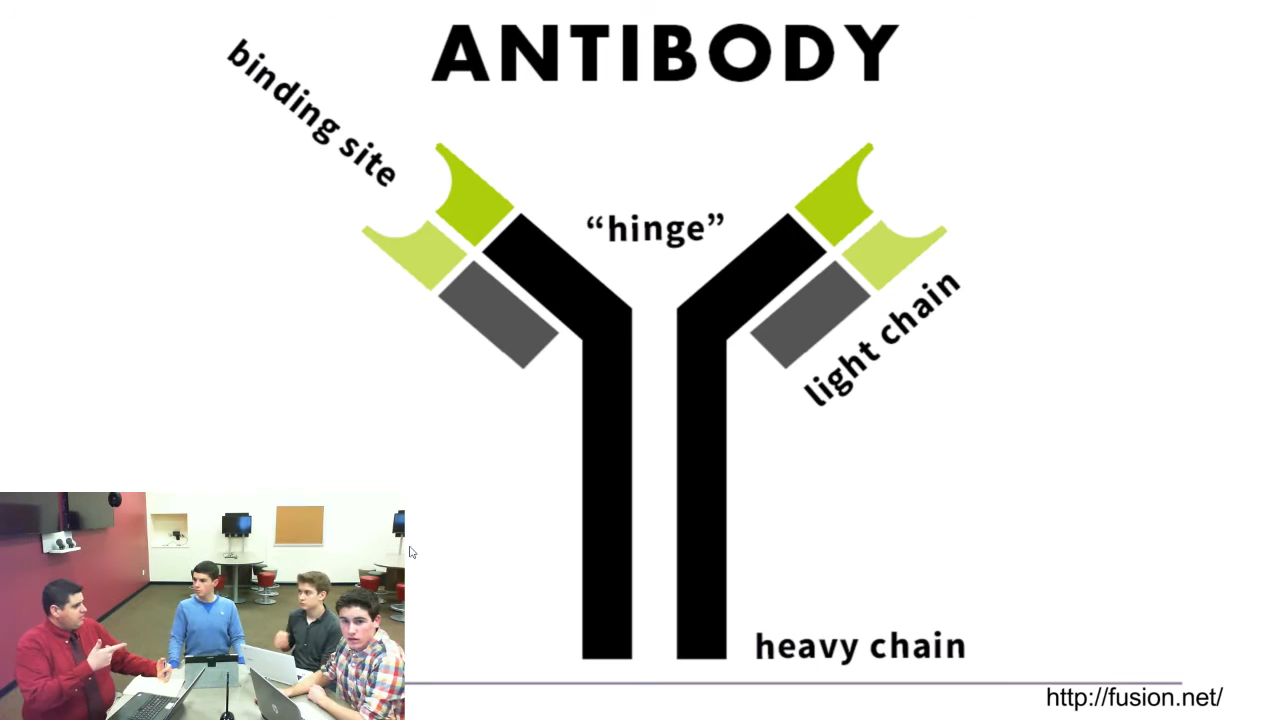 ANTIBODY
binding site
“hinge”
light chain
heavy chain
http://fusion.net/